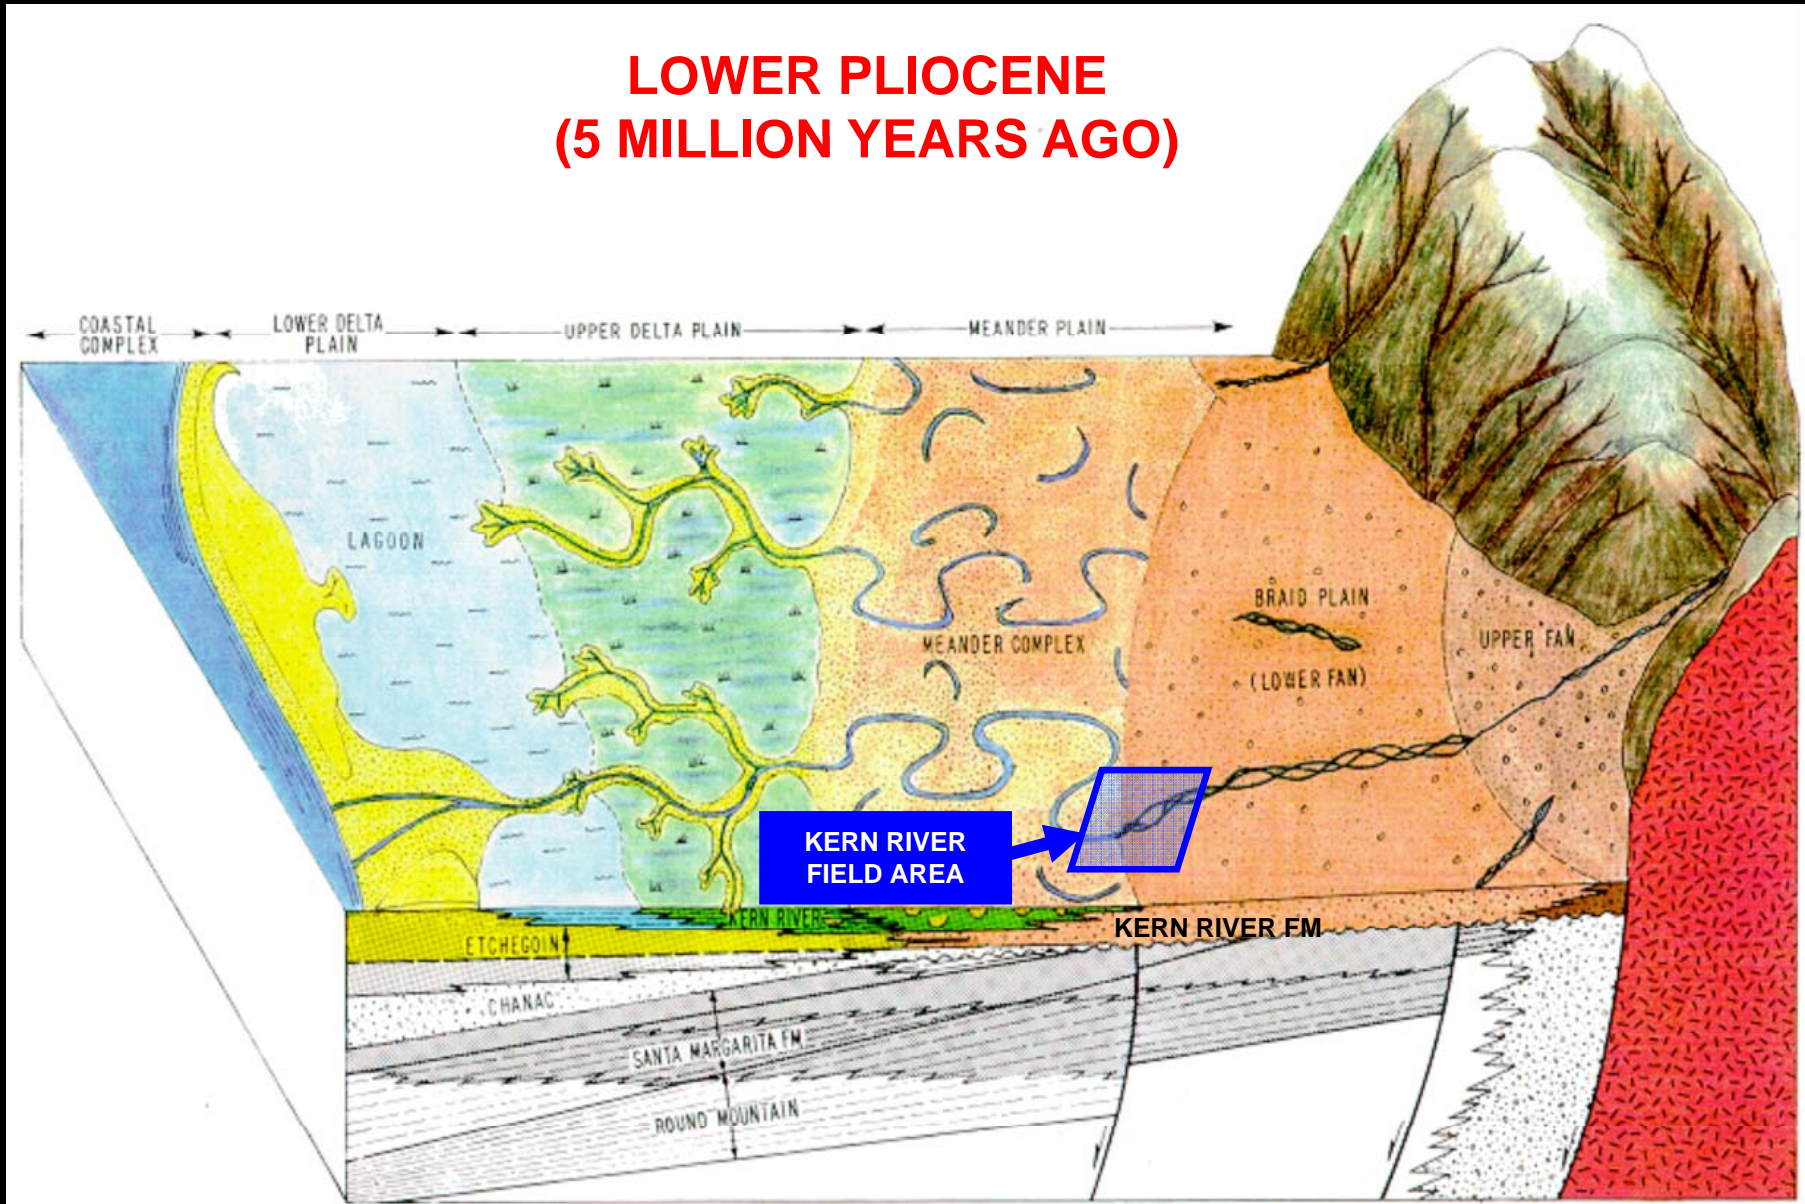 LOWER PLIOCENE
(5 MILLION YEARS AGO)
COASTAL
COMPLEX
LOWER DELTA
PLAIN
UPPER DELTA PLAIN
MEANDER PLAIN
LAGOON
MEANDER COMPLEX
BRAID PLAIN
(LOWER FAN)
UPPER FAN
KERN RIVER
FIELD AREA
KERN RIVER
KERN RIVER FM
ETCHEGOIN
CHANAC
SANTA MARGARITA FM
ROUND MOUNTAIN